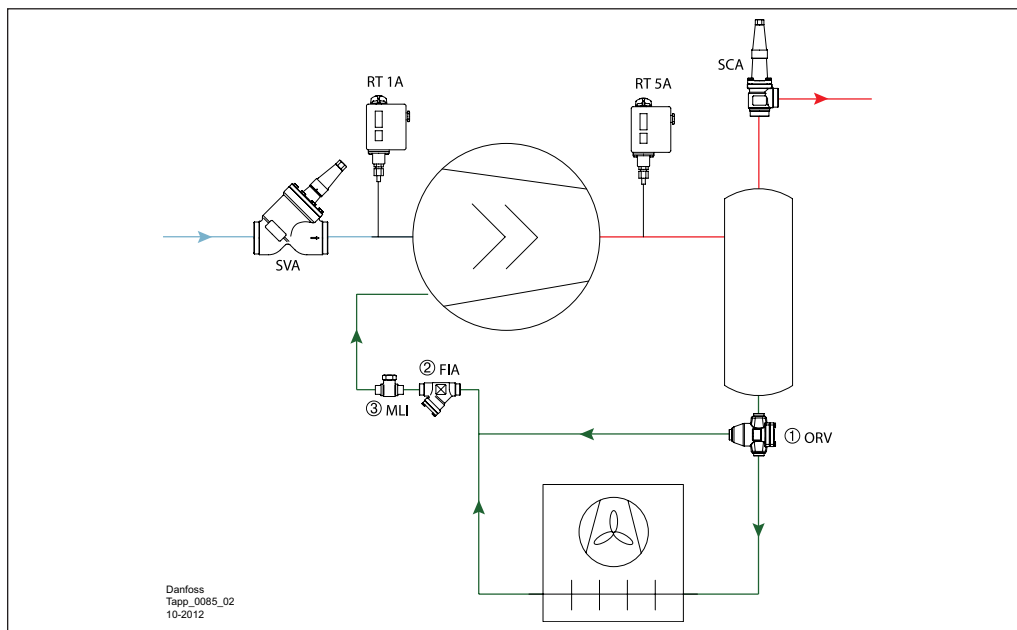 SCA
RT 1A
RT 5A
SVA
② FIA
③ MLI
① ORV
Danfoss
Tapp_0085_02
10-2012